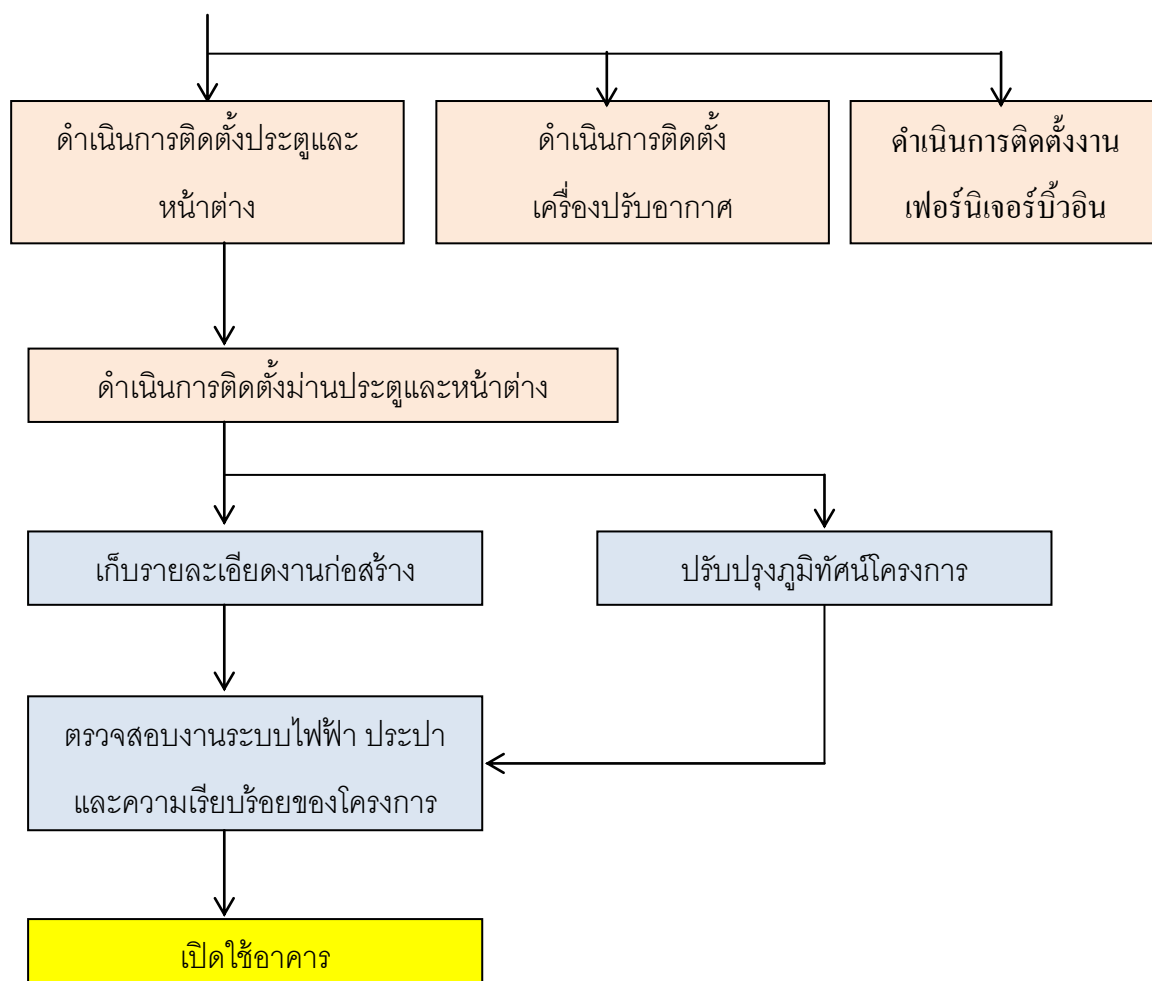 ดำเนินการติดตั้งประตูและ
หน้าต่าง
ดำเนินการติดตั้ง
เครื่องปรับอากาศ
ดำเนินการติดตั้งงาน
เฟอร์นิเจอร์บิ้วอิน
ดำเนินการติดตั้งม่านประตูและหน้าต่าง
เก็บรายละเอียดงานก่อสร้าง
ปรับปรุงภูมิทัศน์โครงการ
ตรวจสอบงานระบบไฟฟ้า ประปา
และความเรียบร้อยของโครงการ
เปิดใช้อาคาร